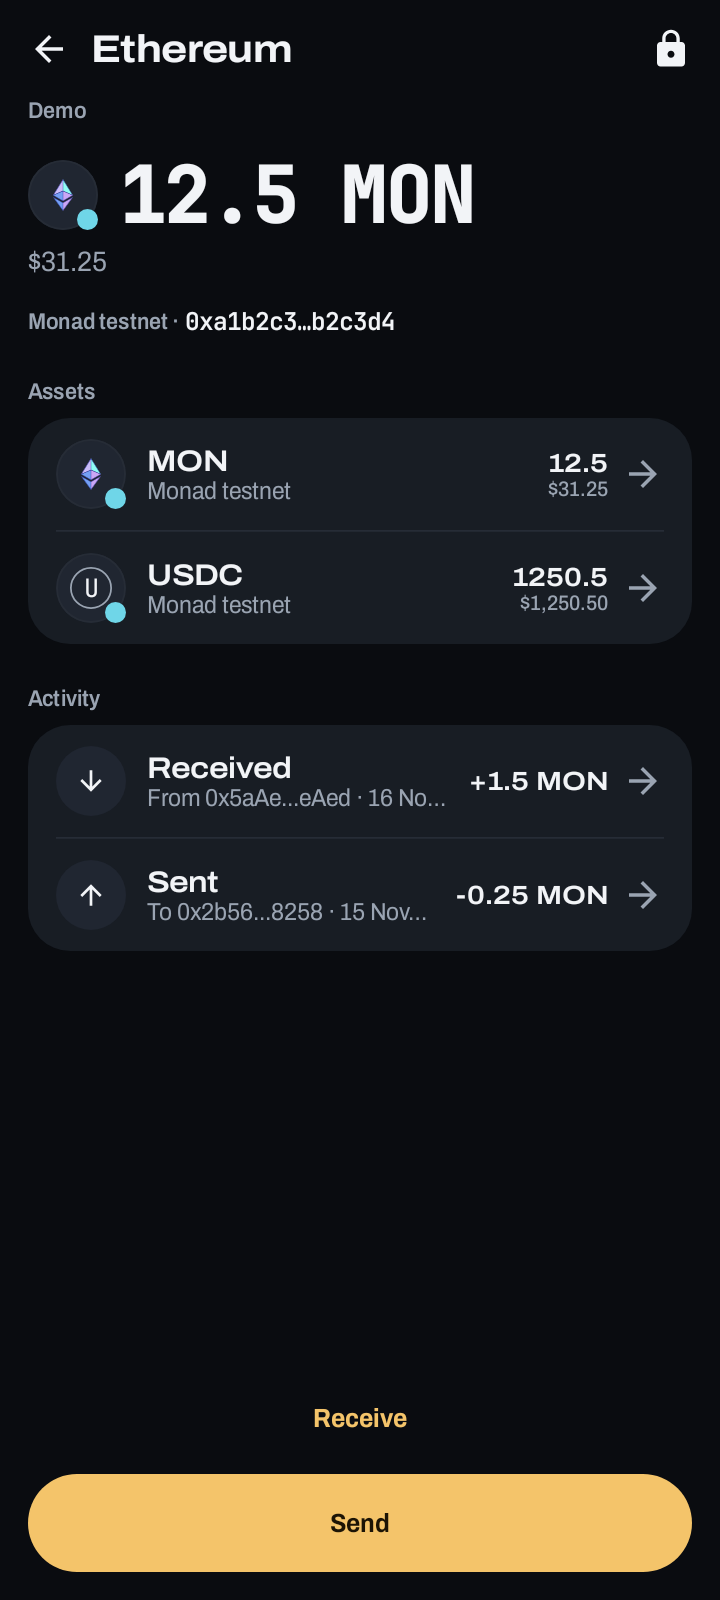 Ethereum
Demo
12.5 MON
$31.25
Monad testnet · 0xa1b2c3…b2c3d4
Assets
MON
Monad testnet
12.5
$31.25
U
USDC
Monad testnet
1250.5
$1,250.50
Activity
Received
From 0x5aAe...eAed · 16 No...
+1.5 MON
Sent
To 0x2b56...8258 · 15 Nov...
-0.25 MON
Receive
Send